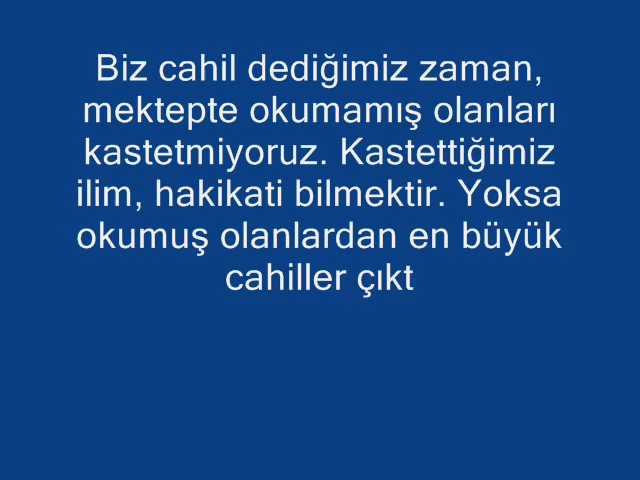 Biz cahil dediğimiz zaman,
mektepte okumamış olanları
kastetmiyoruz. Kastettiğimiz
ilim, hakikati bilmektir. Yoksa
okumuş olanlardan en büyük
cahiller çıkt